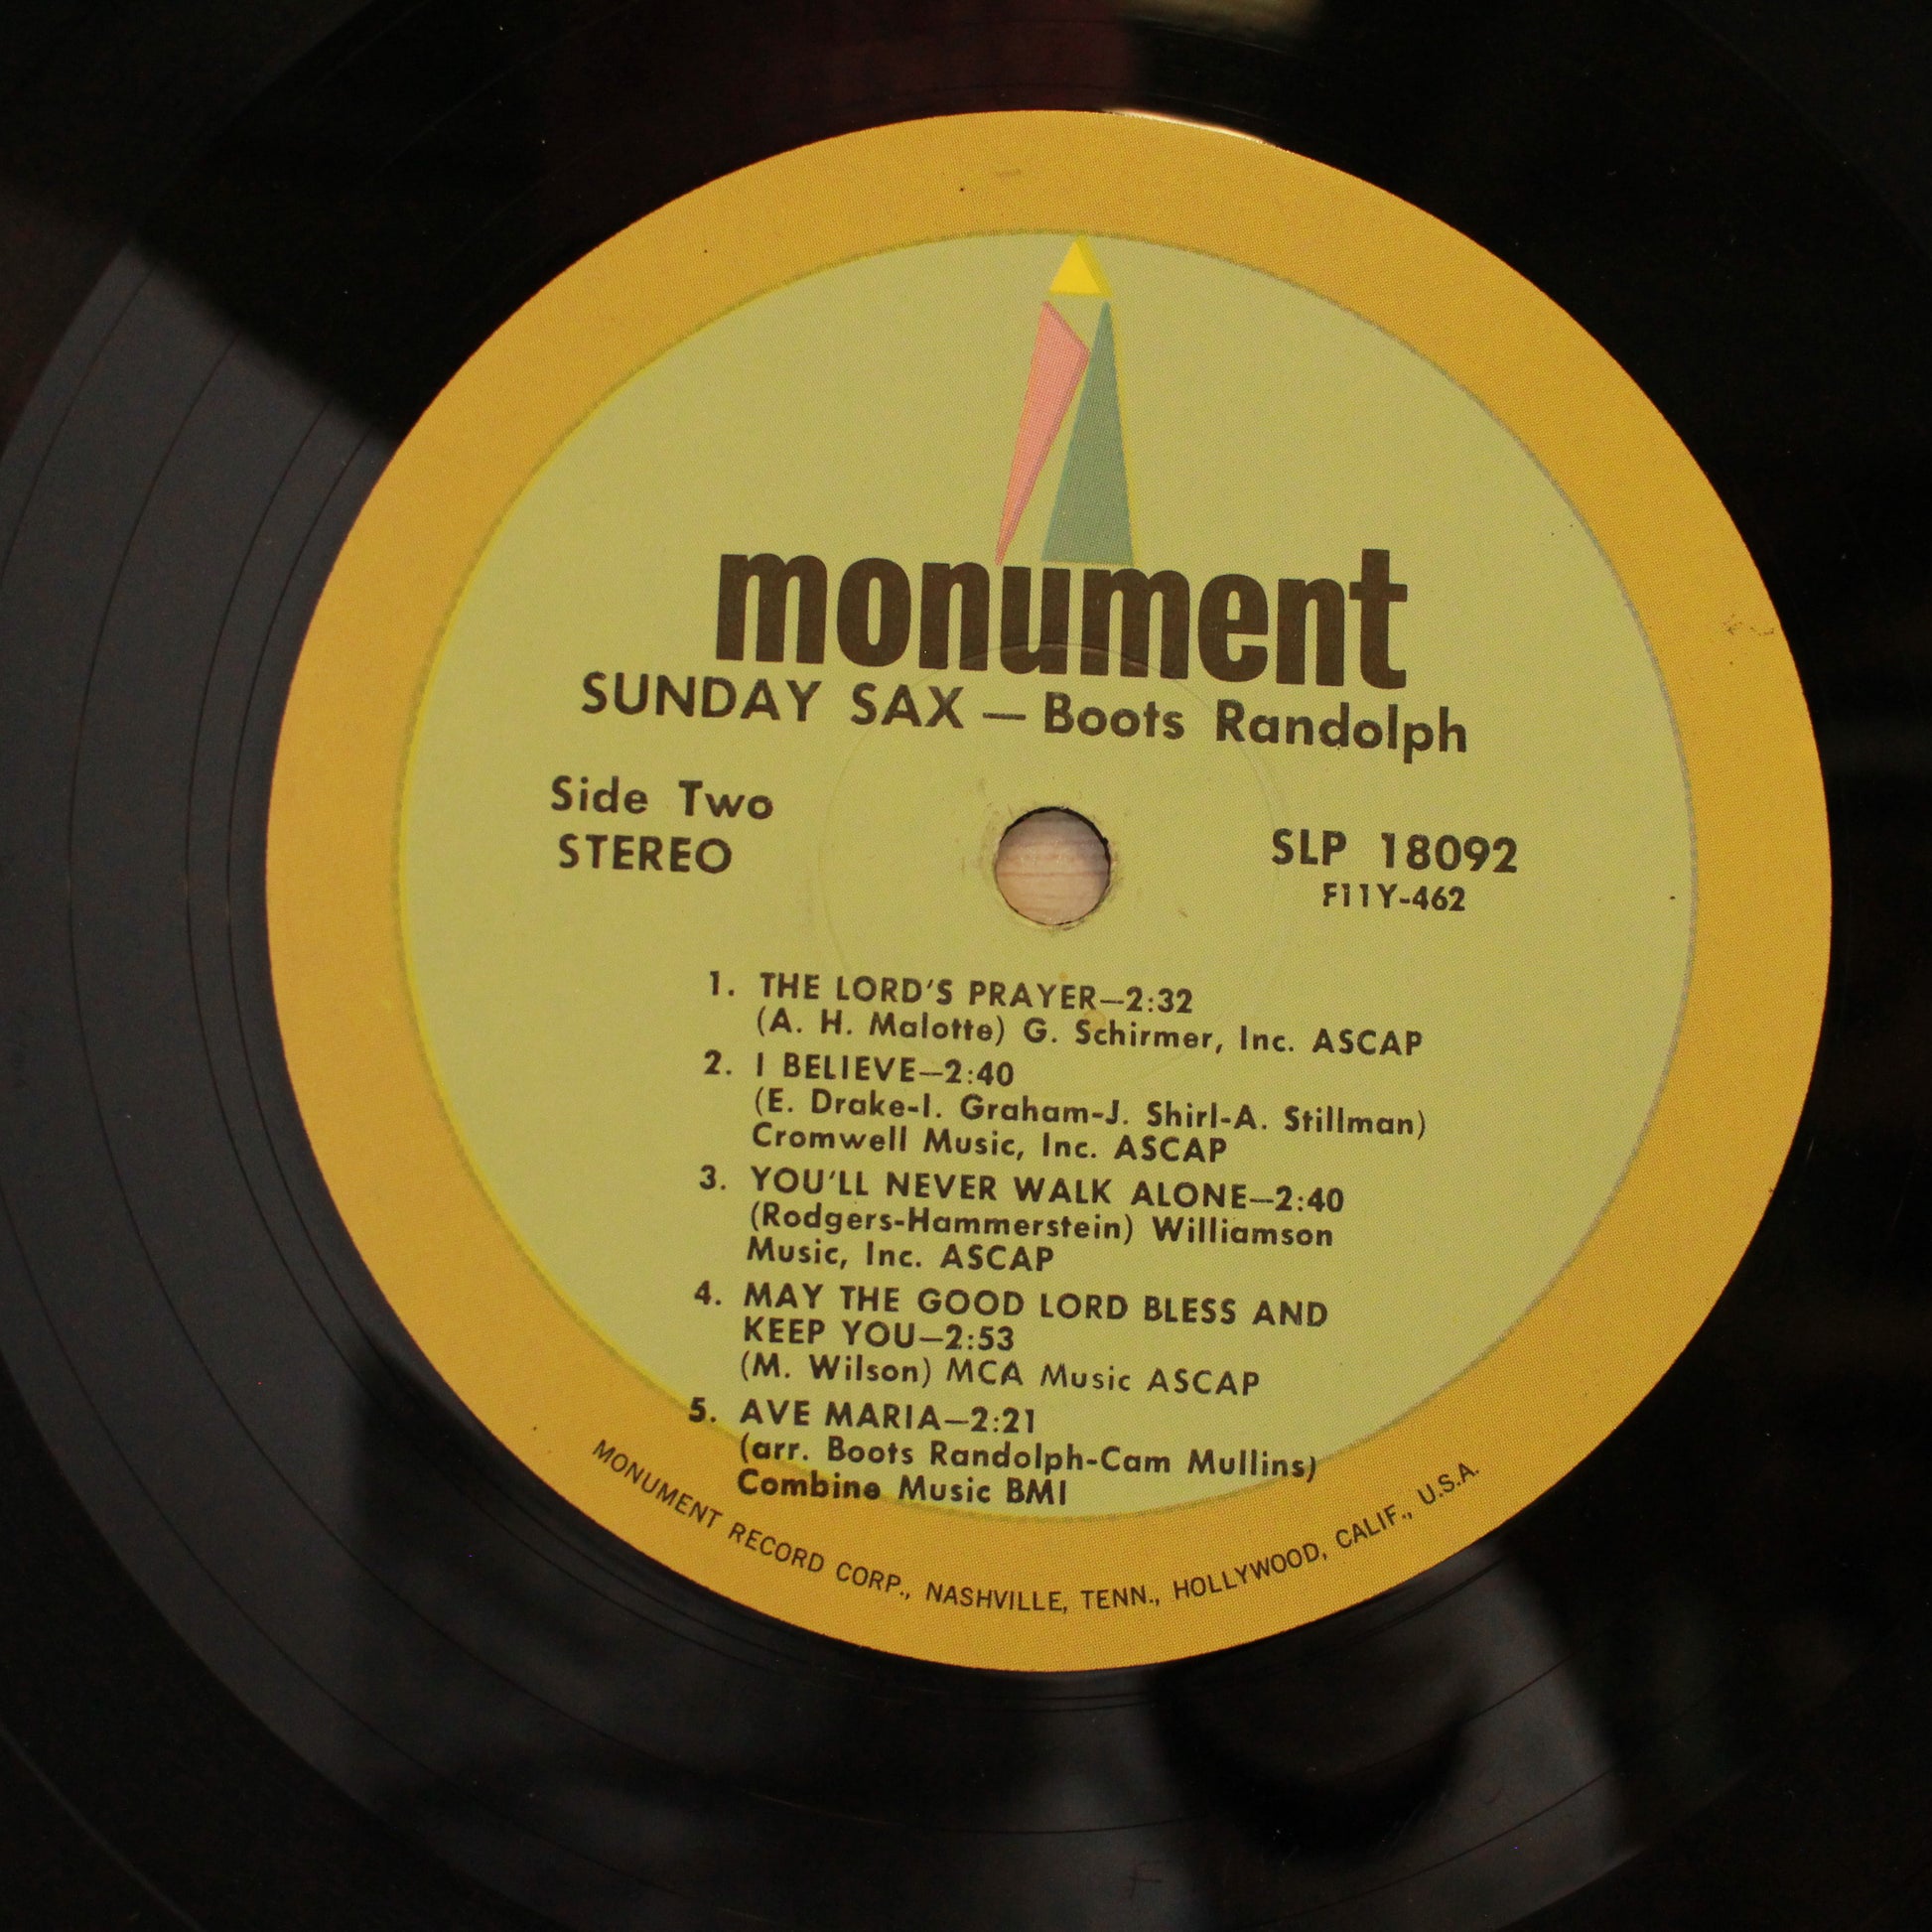 monument
SUNDAY SAX — Boots Randolph
Side Two
STEREO
SLP 18092
F11Y-462
1. THE LORD'S PRAYER—2:32
(A. H. Malotte) G. Schirmer, Inc. ASCAP
2. I BELIEVE—2:40
(E. Drake-I. Graham-J. Shirl-A. Stillman)
Cromwell Music, Inc. ASCAP
3. YOU'LL NEVER WALK ALONE—2:40
(Rodgers-Hammerstein) Williamson
Music, Inc. ASCAP
4. MAY THE GOOD LORD BLESS AND
KEEP YOU—2:53
(M. Wilson) MCA Music ASCAP
5. AVE MARIA—2:21
(arr. Boots Randolph-Cam Mullins)
Combine Music BMI
MONUMENT RECORD CORP., NASHVILLE, TENN., HOLLYWOOD, CALIF., U.S.A.